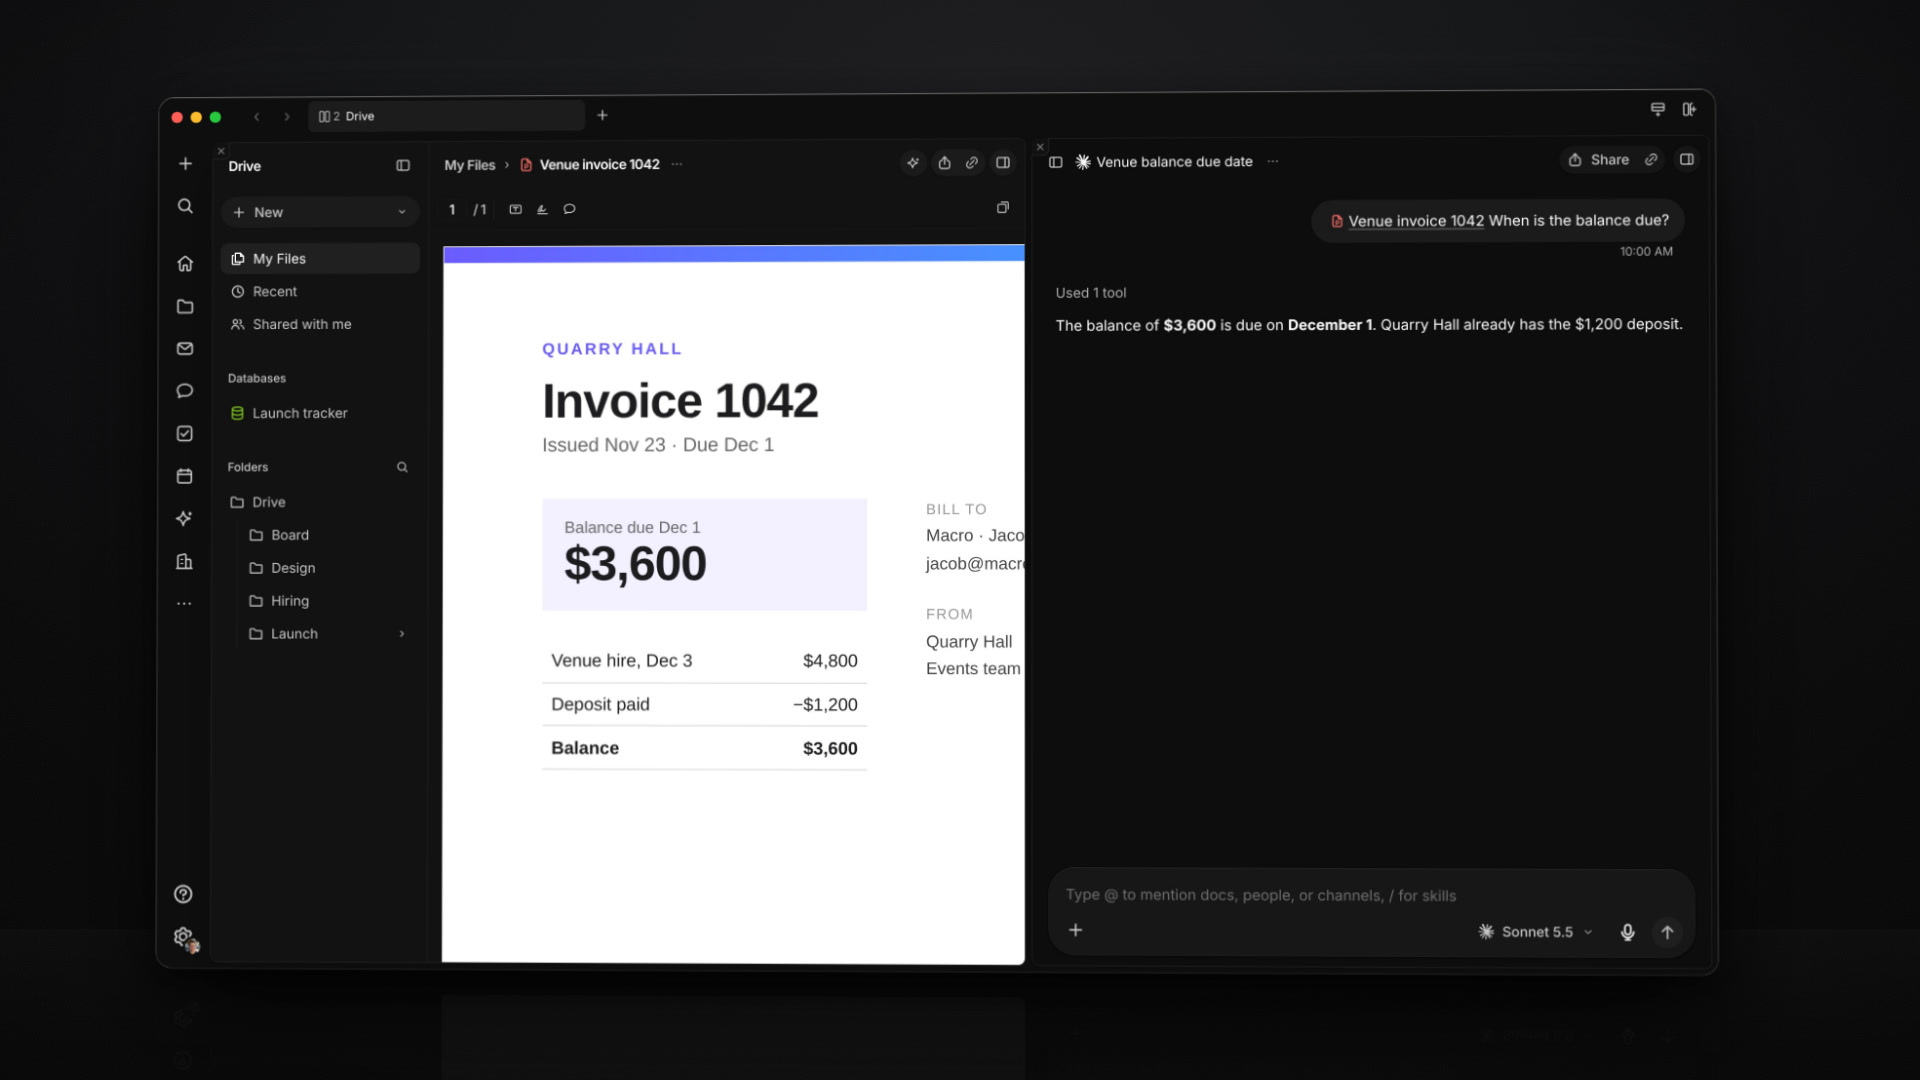 2 Drive
Drive
New
My Files
Recent
Shared with me
Databases
Launch tracker
Folders
Drive
Board
Design
Hiring
Launch
My Files › Venue invoice 1042 ···
1 / 1
QUARRY HALL
Invoice 1042
Issued Nov 23 · Due Dec 1
Balance due Dec 1
$3,600
Venue hire, Dec 3 $4,800
Deposit paid −$1,200
Balance $3,600
BILL TO
Macro · Jaco
jacob@macr
FROM
Quarry Hall
Events team
Venue balance due date ···
Share
Venue invoice 1042 When is the balance due?
10:00 AM
Used 1 tool
The balance of $3,600 is due on December 1. Quarry Hall already has the $1,200 deposit.
Type @ to mention docs, people, or channels, / for skills
Sonnet 5.5